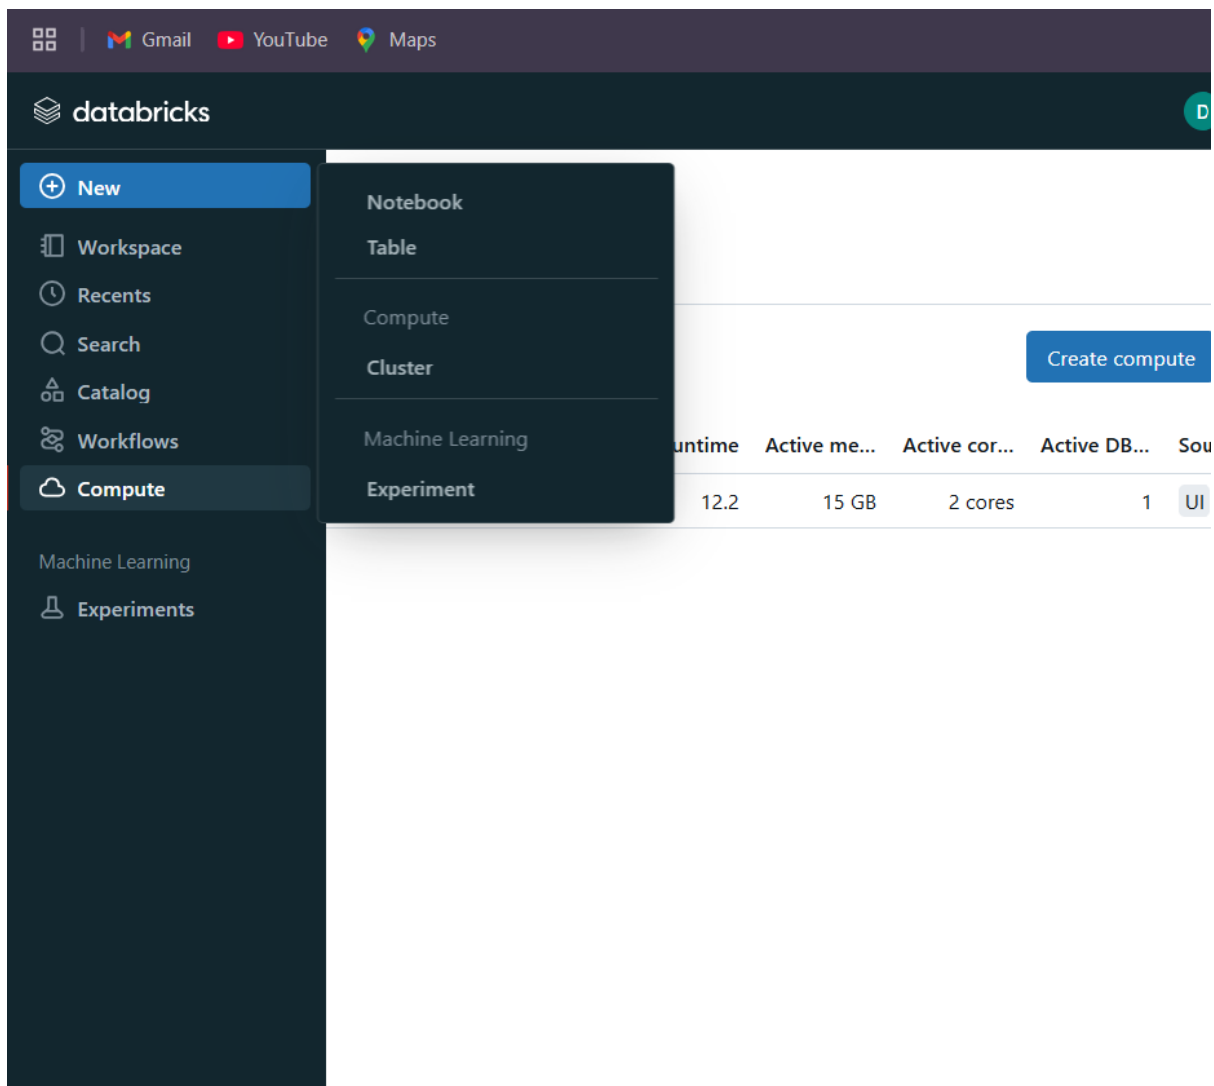 Gmail YouTube Maps
databricks
D
New
Workspace
Recents
Search
Catalog
Workflows
Compute
Machine Learning
Experiments
Notebook
Table
Compute
Cluster
Machine Learning
Experiment
Create compute
untime Active me... Active cor... Active DB... Sou
12.2 15 GB 2 cores 1 UI